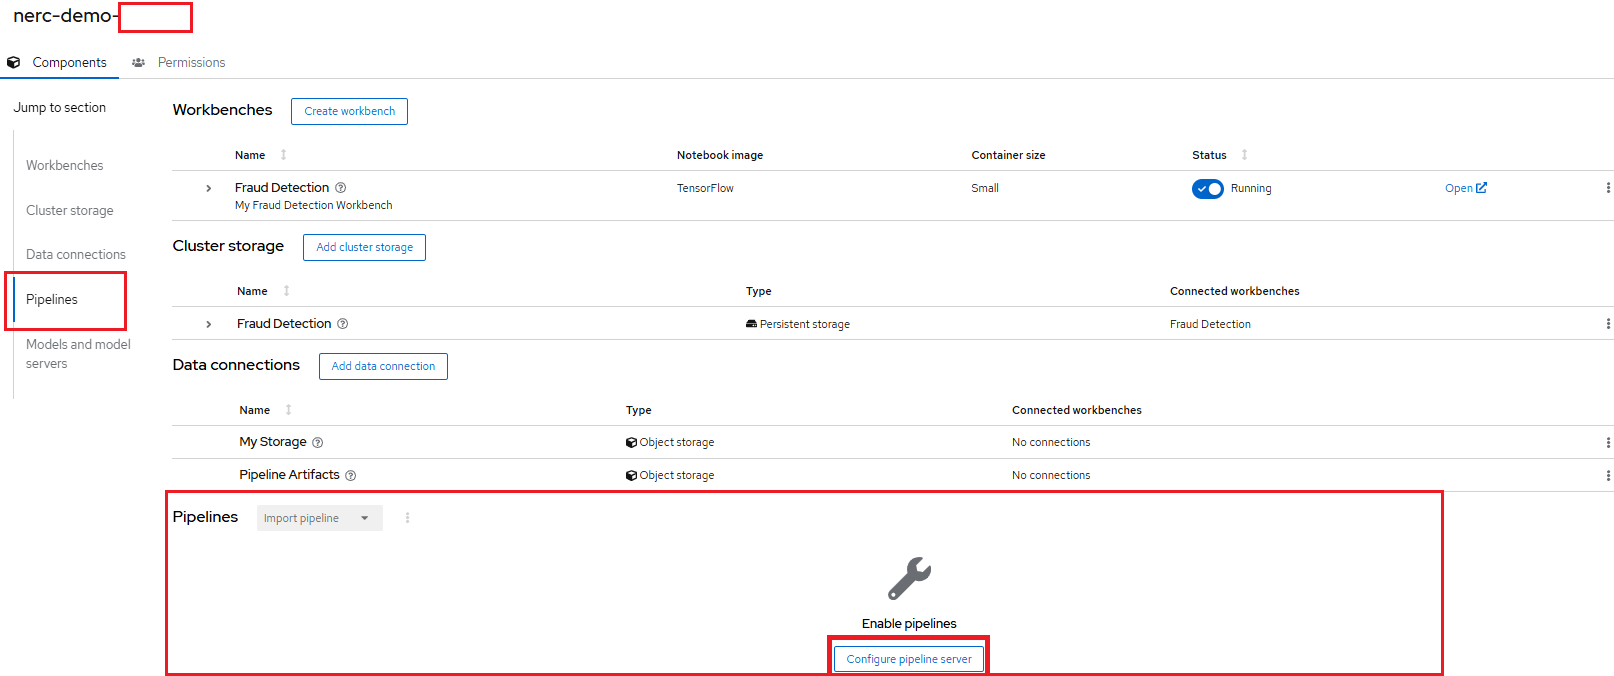 nerc-demo-
Components Permissions
Jump to section
Workbenches
Cluster storage
Data connections
Pipelines
Models and model
servers
Workbenches Create workbench
Name Notebook image Container size Status
Fraud Detection TensorFlow Small Running Open
My Fraud Detection Workbench
Cluster storage Add cluster storage
Name Type Connected workbenches
Fraud Detection Persistent storage Fraud Detection
Data connections Add data connection
Name Type Connected workbenches
My Storage Object storage No connections
Pipeline Artifacts Object storage No connections
Pipelines Import pipeline
Enable pipelines
Configure pipeline server